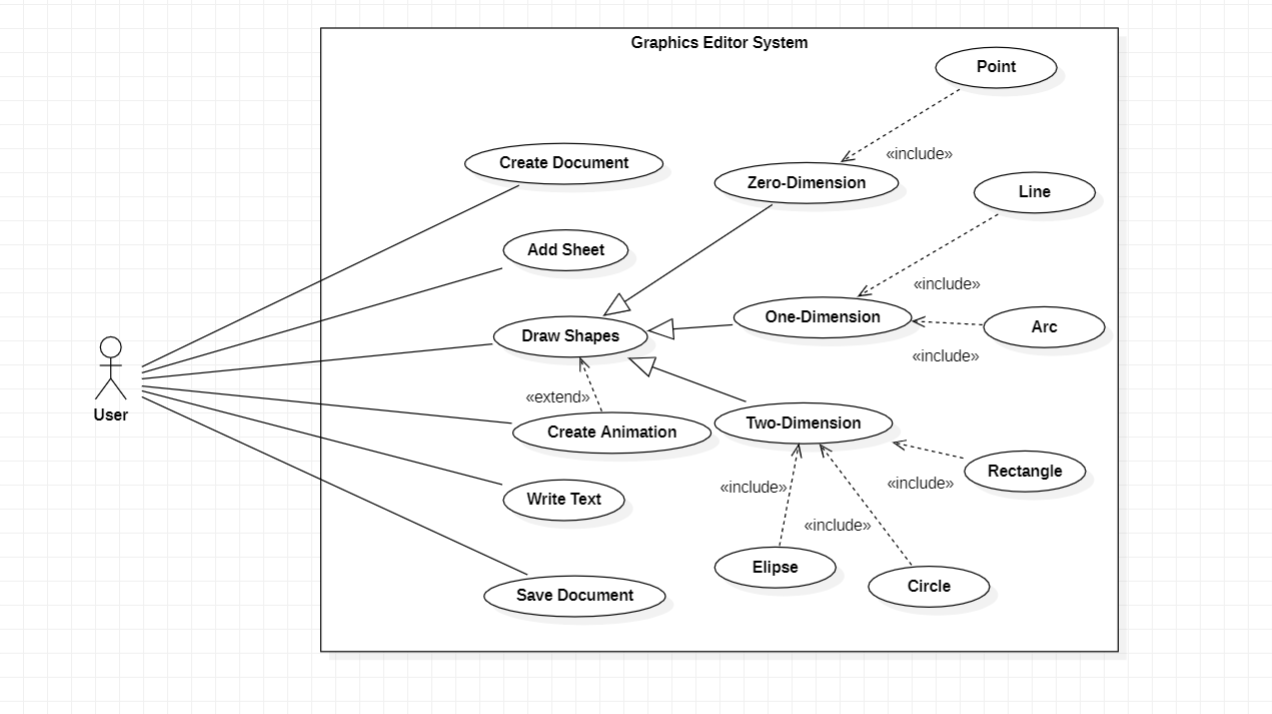 Graphics Editor System
Point
Create Document
«include»
Zero-Dimension
Line
Add Sheet
«include»
One-Dimension
Arc
Draw Shapes
«include»
«extend»
User
Create Animation
Two-Dimension
Rectangle
«include»
«include»
Write Text
«include»
Elipse
Circle
Save Document